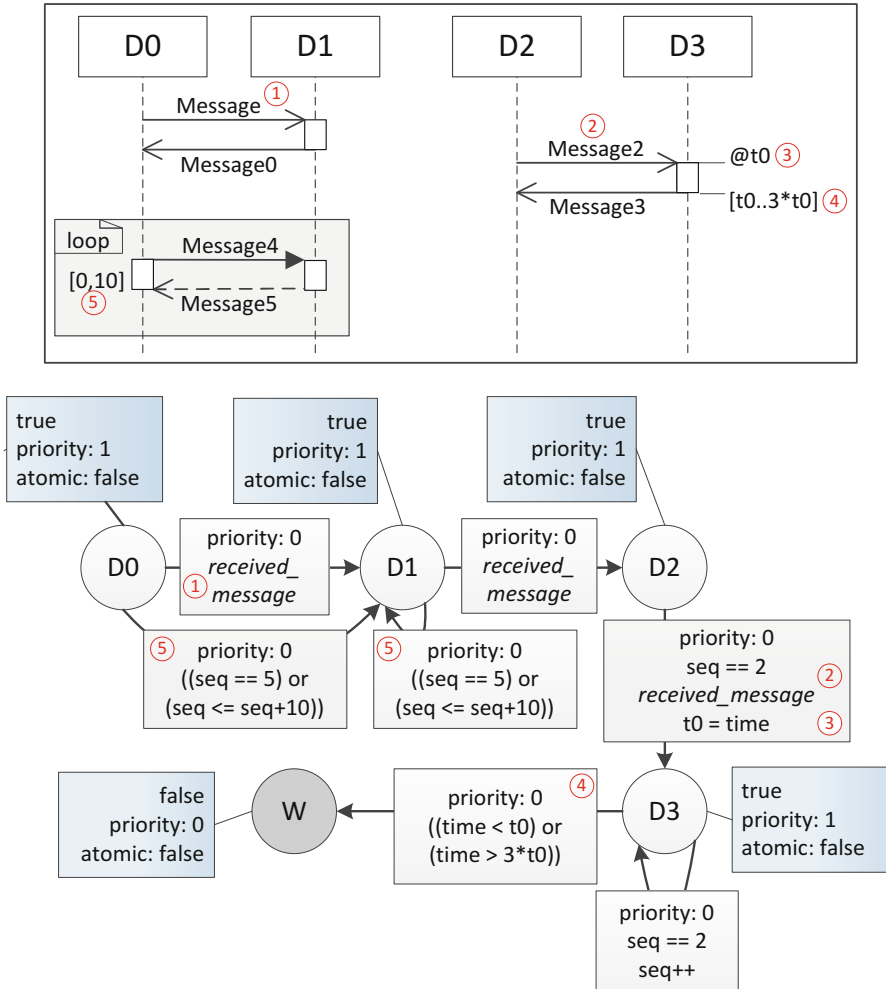 D0 D1 D2 D3
Message ①
Message0
② 
Message2
@t0 ③
Message3
[t0..3*t0] ④
loop
Message4
[0,10]
⑤
Message5
true
priority: 1
atomic: false
true
priority: 1
atomic: false
true
priority: 1
atomic: false
D0
priority: 0
received_
① message
D1
priority: 0
received_
message
D2
⑤ priority: 0
((seq == 5) or
(seq <= seq+10))
⑤ priority: 0
((seq == 5) or
(seq <= seq+10))
priority: 0
seq == 2
received_message ②
t0 = time ③
false
priority: 0
atomic: false
W
④
priority: 0
((time < t0) or
(time > 3*t0))
D3
true
priority: 1
atomic: false
priority: 0
seq == 2
seq++